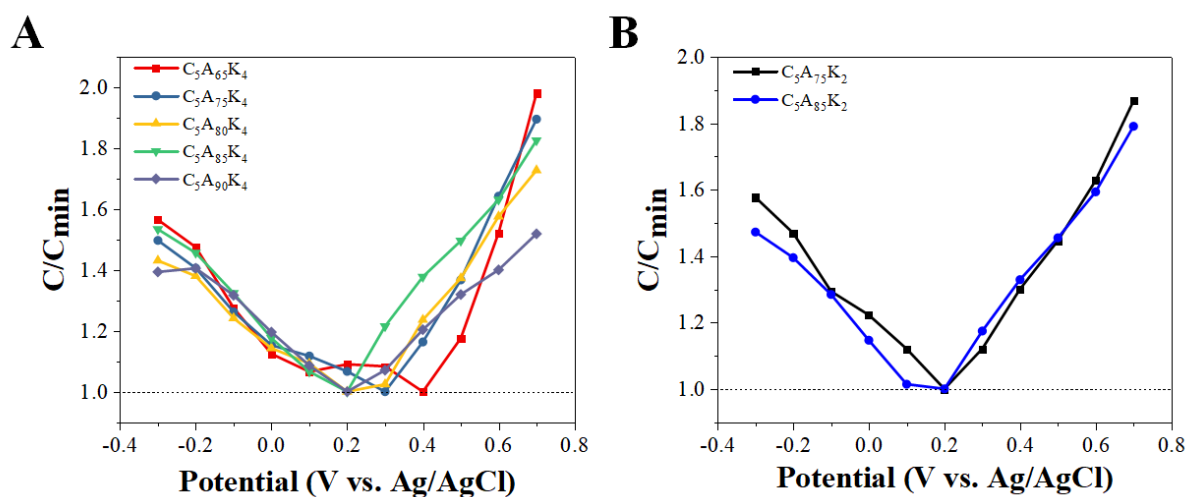 A
C₅A₆₅K₄
C₅A₇₅K₄
C₅A₈₀K₄
C₅A₈₅K₄
C₅A₉₀K₄
2.0
1.8
1.6
1.4
1.2
1.0
C/Cmin
-0.4 -0.2 0.0 0.2 0.4 0.6 0.8
Potential (V vs. Ag/AgCl)
B
C₅A₇₅K₂
C₅A₈₅K₂
2.0
1.8
1.6
1.4
1.2
1.0
C/Cmin
-0.4 -0.2 0.0 0.2 0.4 0.6 0.8
Potential (V vs. Ag/AgCl)